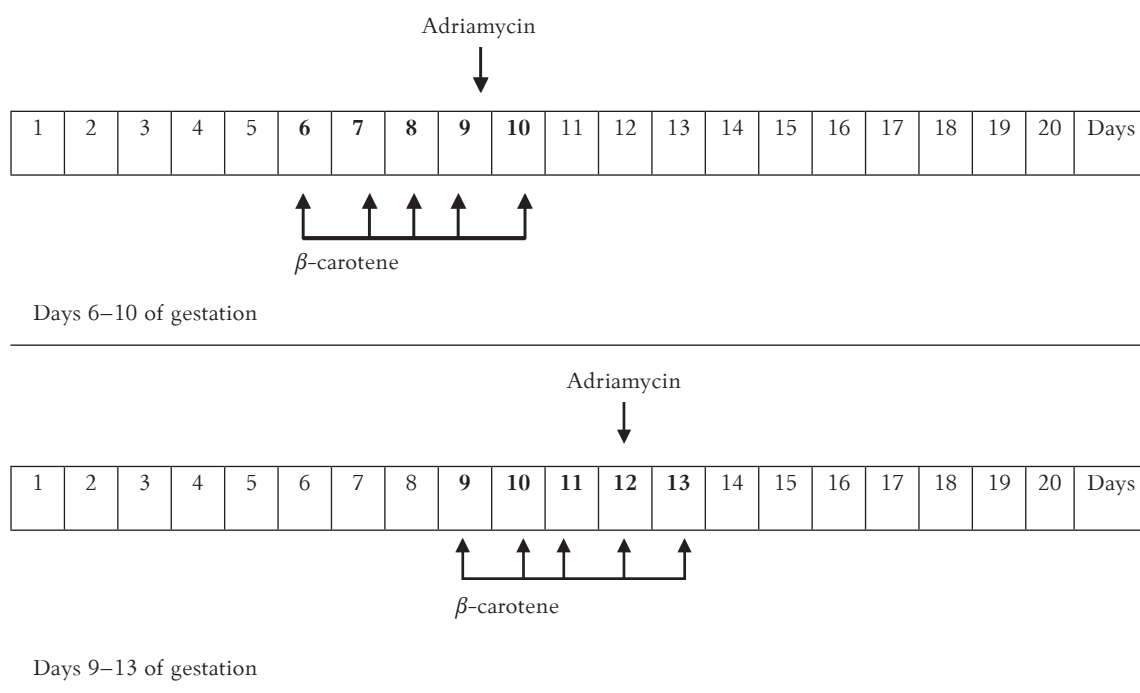 Adriamycin
1 2 3 4 5 6 7 8 9 10 11 12 13 14 15 16 17 18 19 20 Days
β-carotene
Days 6–10 of gestation
Adriamycin
1 2 3 4 5 6 7 8 9 10 11 12 13 14 15 16 17 18 19 20 Days
β-carotene
Days 9–13 of gestation